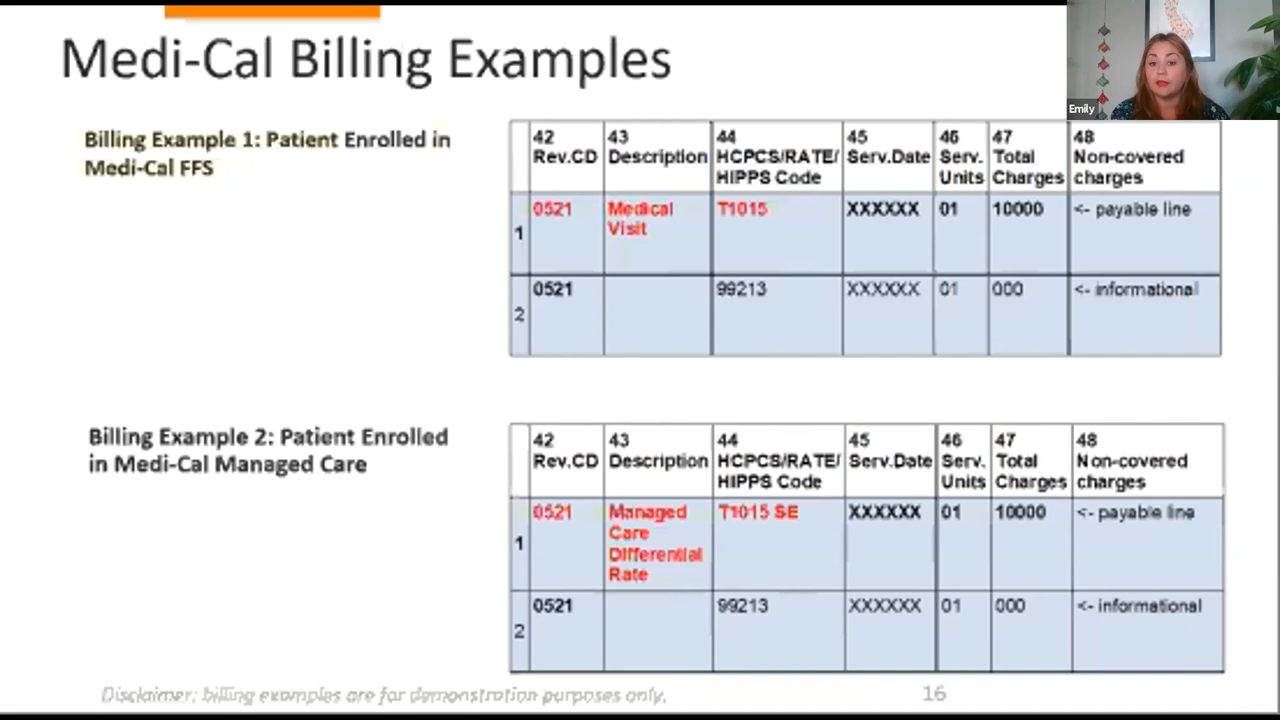 Medi-Cal Billing Examples
Emily
Billing Example 1: Patient Enrolled in
Medi-Cal FFS
42 Rev.CD 43 Description 44 HCPCS/RATE/ HIPPS Code 45 Serv.Date 46 Serv. Units 47 Total Charges 48 Non-covered charges
1 0521 Medical Visit T1015 XXXXXX 01 10000 <- payable line
2 0521 99213 XXXXXX 01 000 <- informational
Billing Example 2: Patient Enrolled
in Medi-Cal Managed Care
42 Rev.CD 43 Description 44 HCPCS/RATE/ HIPPS Code 45 Serv.Date 46 Serv. Units 47 Total Charges 48 Non-covered charges
1 0521 Managed Care Differential Rate T1015 SE XXXXXX 01 10000 <- payable line
2 0521 99213 XXXXXX 01 000 <- informational
Disclaimer: billing examples are for demonstration purposes only.
16